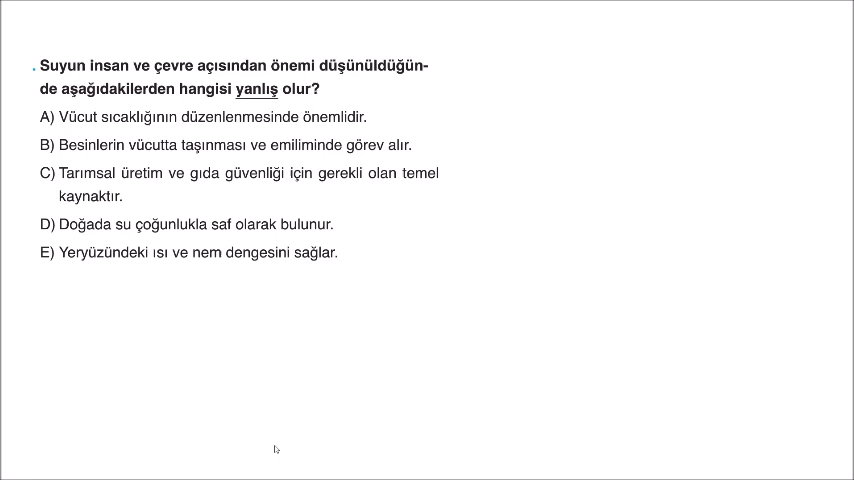 . Suyun insan ve çevre açısından önemi düşünüldüğün-
de aşağıdakilerden hangisi yanlış olur?
A) Vücut sıcaklığının düzenlenmesinde önemlidir.
B) Besinlerin vücutta taşınması ve emiliminde görev alır.
C) Tarımsal üretim ve gıda güvenliği için gerekli olan temel
kaynaktır.
D) Doğada su çoğunlukla saf olarak bulunur.
E) Yeryüzündeki ısı ve nem dengesini sağlar.